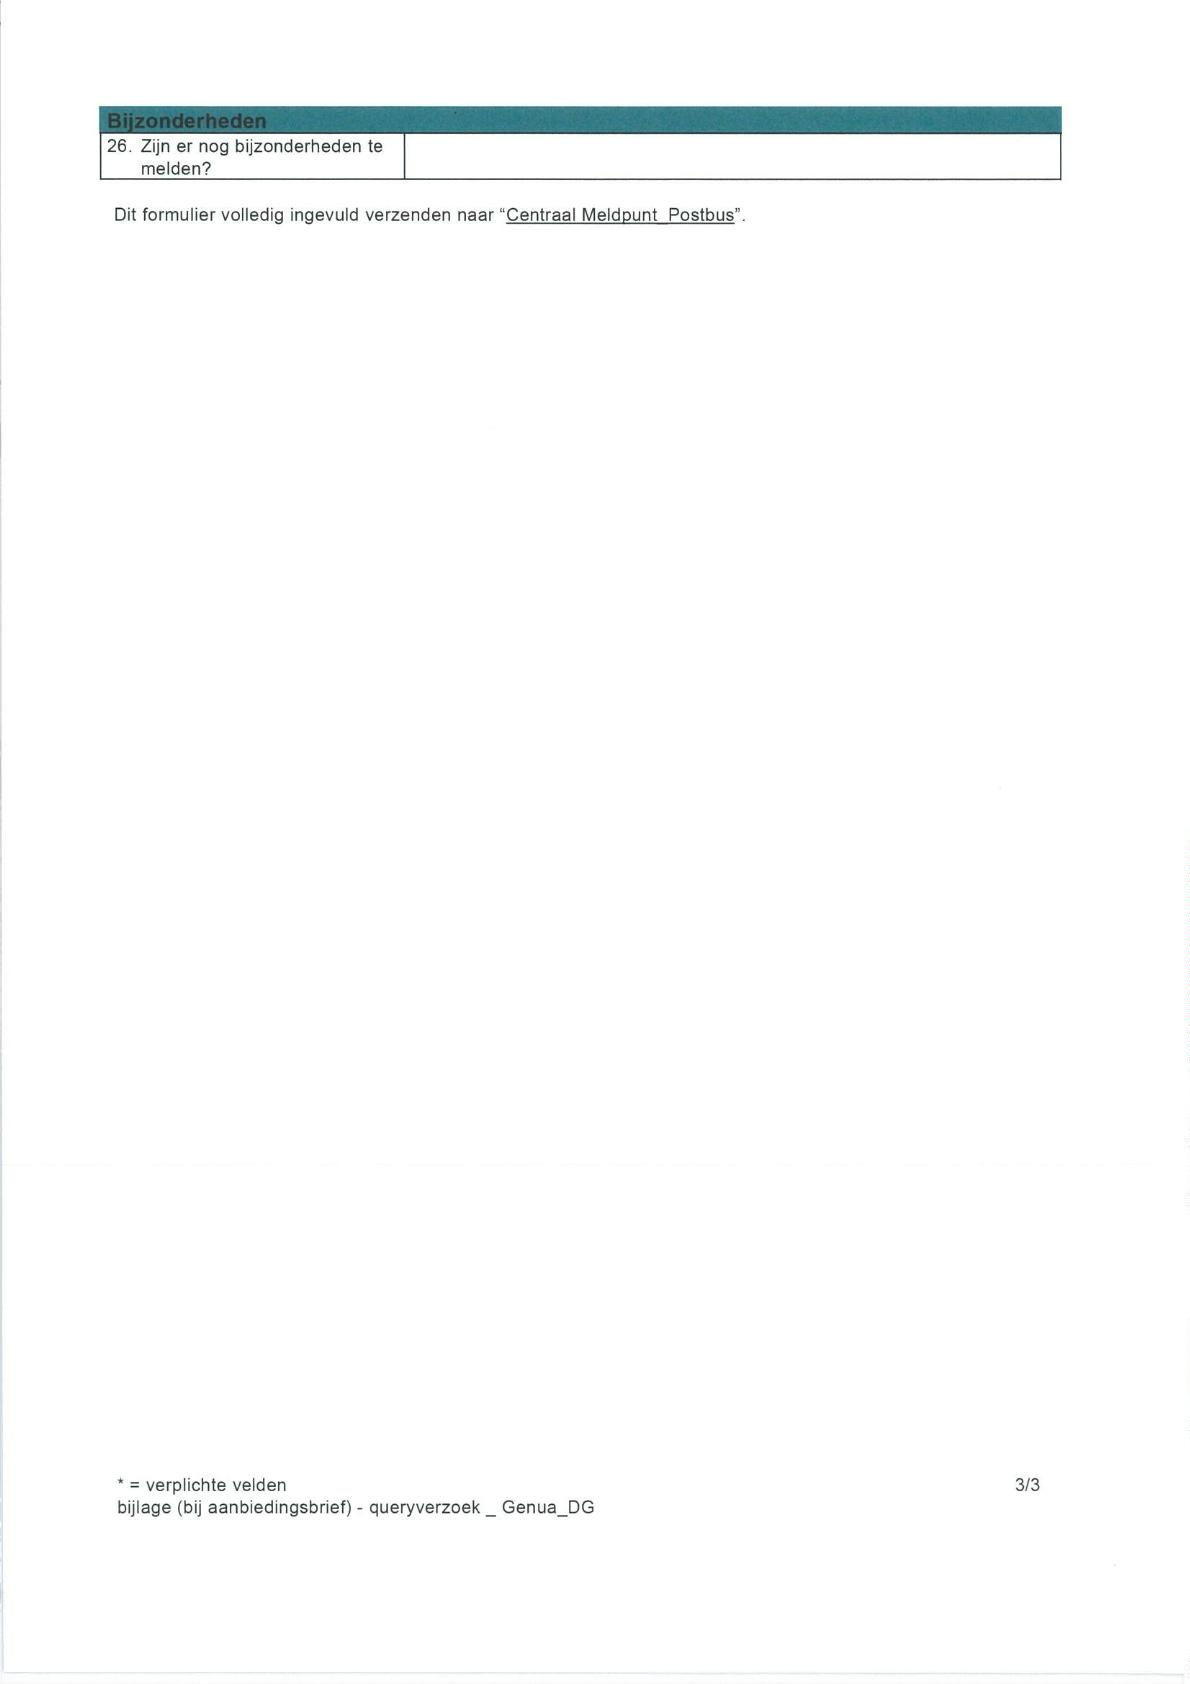 Bijzonderheden
26. Zijn er nog bijzonderheden te
melden?
Dit formulier volledig ingevuld verzenden naar “Centraal Meldpunt_Postbus”.
* = verplichte velden
3/3
bijlage (bij aanbiedingsbrief) - queryverzoek _ Genua_DG